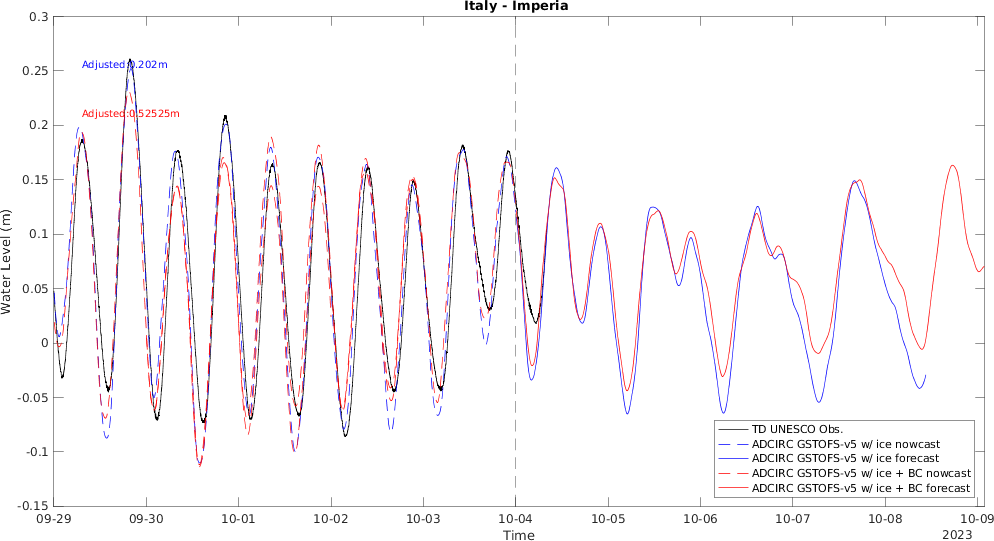 Italy - Imperia
0.3
0.25
0.2
0.15
0.1
0.05
0
-0.05
-0.1
-0.15
Water Level (m)
Adjusted:0.202m
Adjusted:0.52525m
TD UNESCO Obs.
ADCIRC GSTOFS-v5 w/ ice nowcast
ADCIRC GSTOFS-v5 w/ ice forecast
ADCIRC GSTOFS-v5 w/ ice + BC nowcast
ADCIRC GSTOFS-v5 w/ ice + BC forecast
09-29 09-30 10-01 10-02 10-03 10-04 10-05 10-06 10-07 10-08 10-09
Time
2023